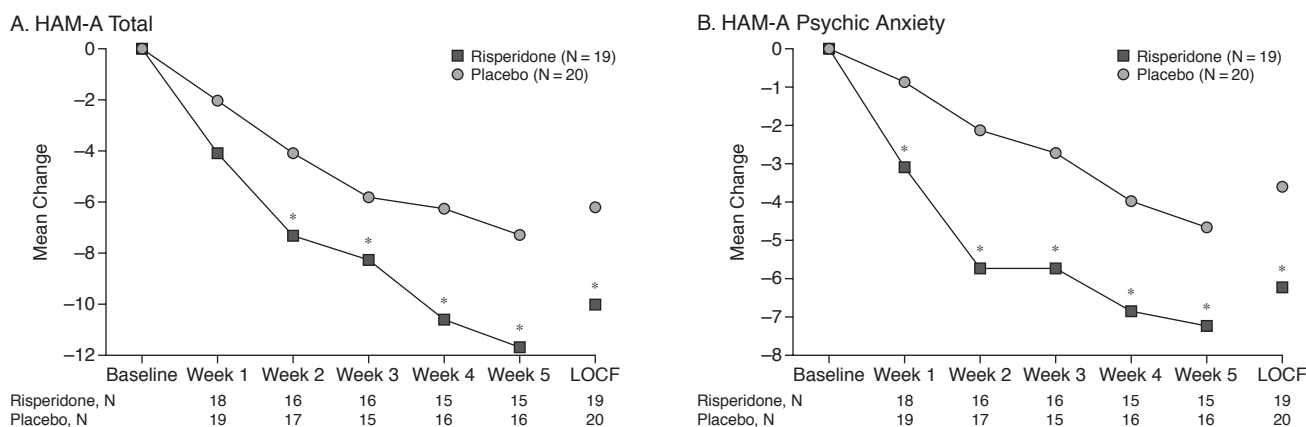 A. HAM-A Total
0
–2
–4
–6
–8
–10
–12
Mean Change
Risperidone (N = 19)
Placebo (N = 20)
*
*
*
*
*
Baseline Week 1 Week 2 Week 3 Week 4 Week 5 LOCF
Risperidone, N 18 16 16 15 15 19
Placebo, N 19 17 15 16 16 20
B. HAM-A Psychic Anxiety
0
–1
–2
–3
–4
–5
–6
–7
–8
Mean Change
Risperidone (N = 19)
Placebo (N = 20)
*
*
*
*
*
*
Baseline Week 1 Week 2 Week 3 Week 4 Week 5 LOCF
Risperidone, N 18 16 16 15 15 19
Placebo, N 19 17 15 16 16 20